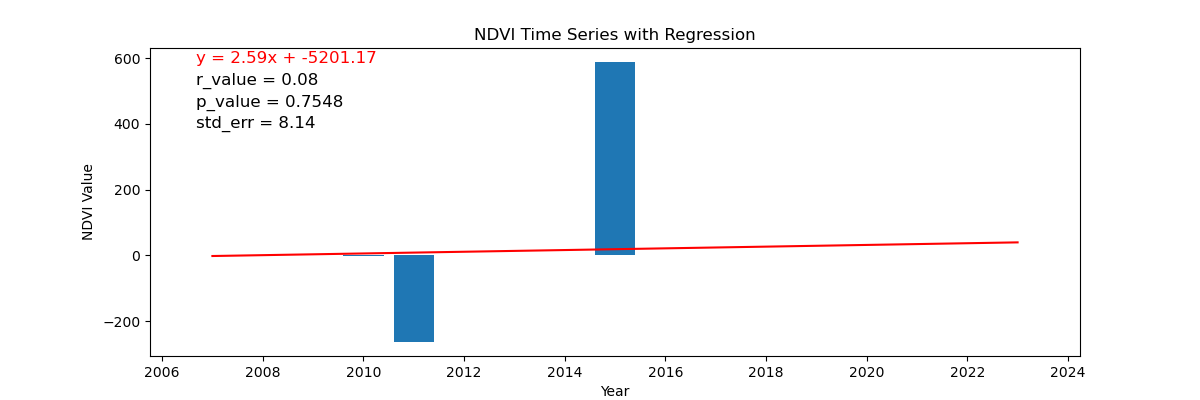 NDVI Time Series with Regression
y = 2.59x + -5201.17
r_value = 0.08
p_value = 0.7548
std_err = 8.14
600
400
200
0
−200
NDVI Value
2006 2008 2010 2012 2014 2016 2018 2020 2022 2024
Year